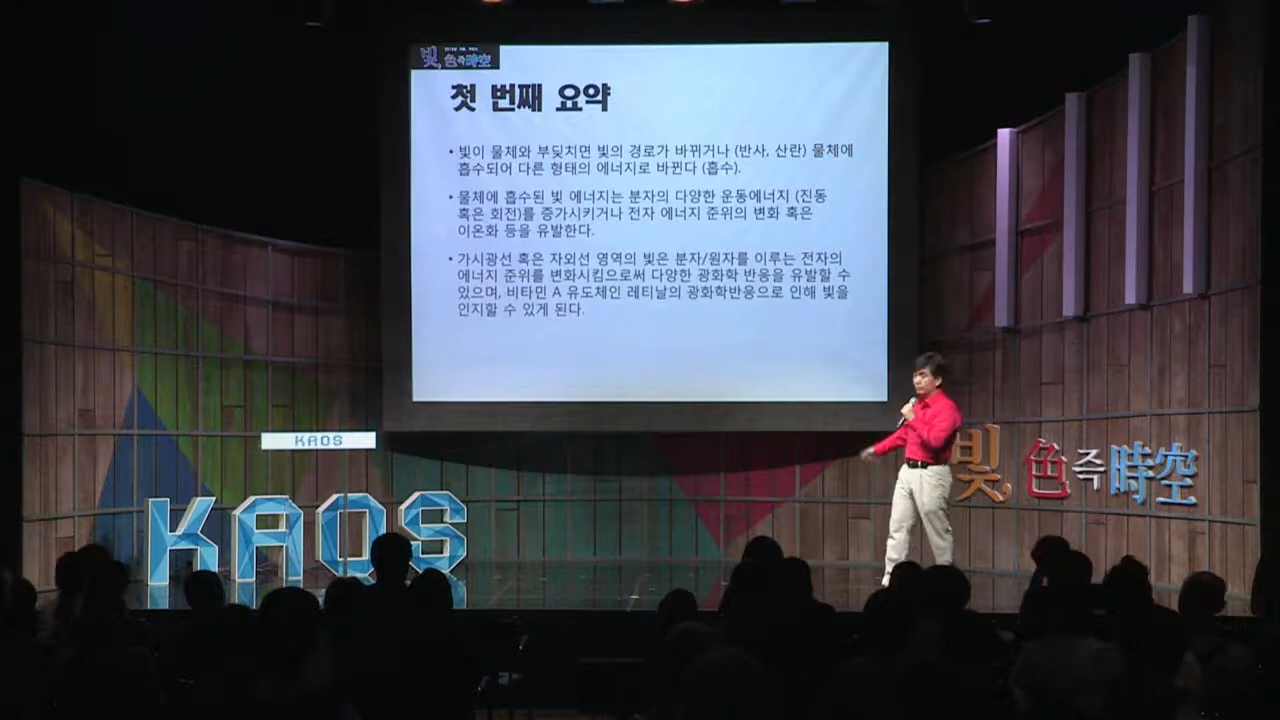 빛, 色즉時空
첫 번째 요약
• 빛이 물체와 부딪치면 빛의 경로가 바뀌거나 (반사, 산란) 물체에
흡수되어 다른 형태의 에너지로 바뀐다 (흡수).
• 물체에 흡수된 빛 에너지는 분자의 다양한 운동에너지 (진동
혹은 회전)를 증가시키거나 전자 에너지 준위의 변화 혹은
이온화 등을 유발한다.
• 가시광선 혹은 자외선 영역의 빛은 분자/원자를 이루는 전자의
에너지 준위를 변화시킴으로써 다양한 광화학 반응을 유발할 수
있으며, 비타민 A 유도체인 레티날의 광화학반응으로 인해 빛을
인지할 수 있게 된다.
KAOS
KAOS
빛, 色즉時空